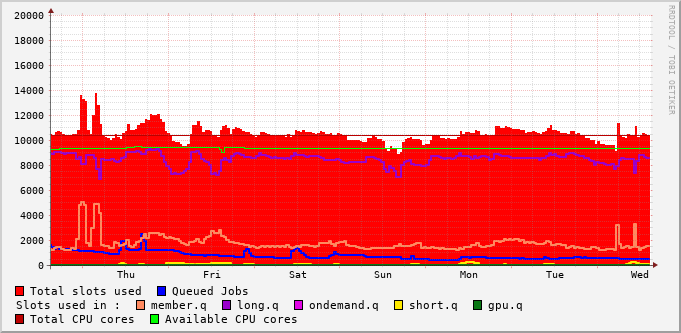 RRDTOOL / TOBI OETIKER
20000
18000
16000
14000
12000
10000
8000
6000
4000
2000
0
Thu Fri Sat Sun Mon Tue Wed
Total slots used Queued Jobs
Slots used in : member.q long.q ondemand.q short.q gpu.q
Total CPU cores Available CPU cores